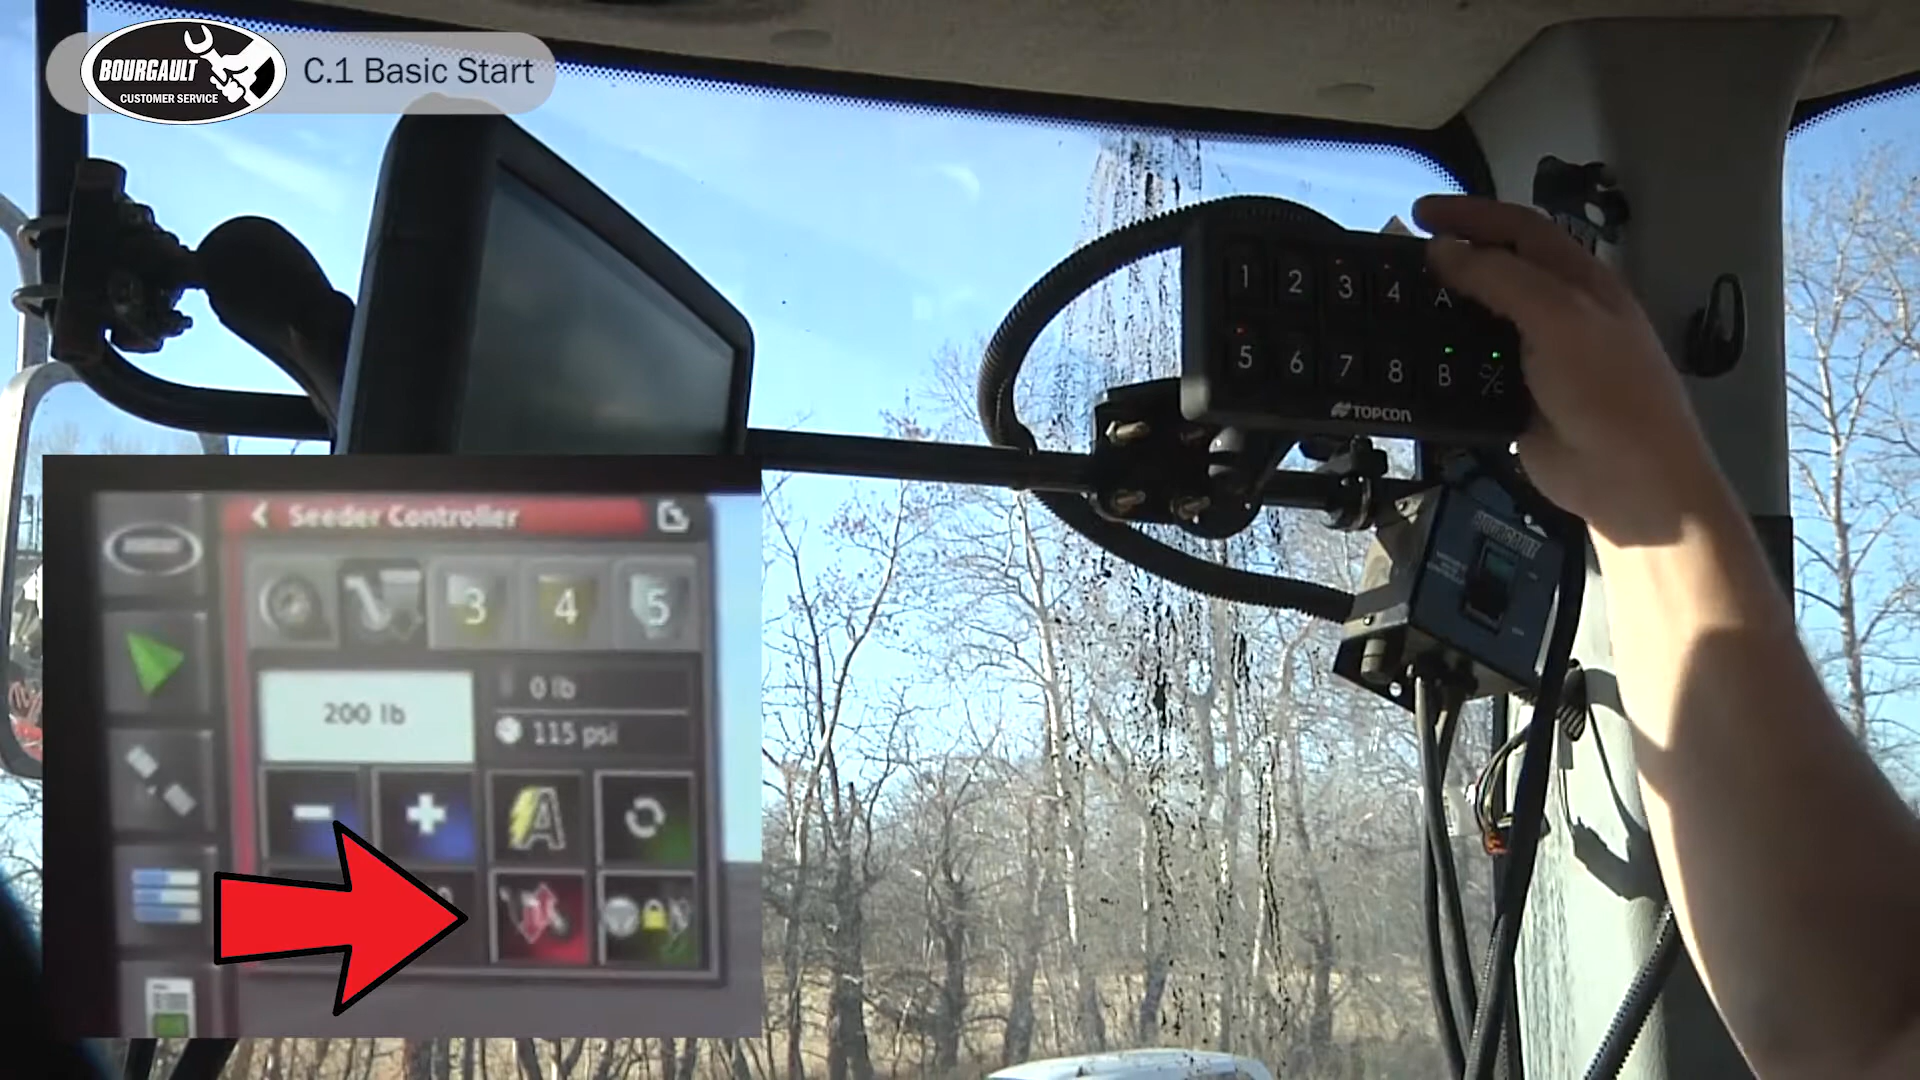 BOURGAULT
CUSTOMER SERVICE
C.1 Basic Start
1 2 3 4 A
5 6 7 8 B
TOPCON
BOURGAULT
Seeder Controller
3 4 5
200 lb
0 lb
115 psi
A